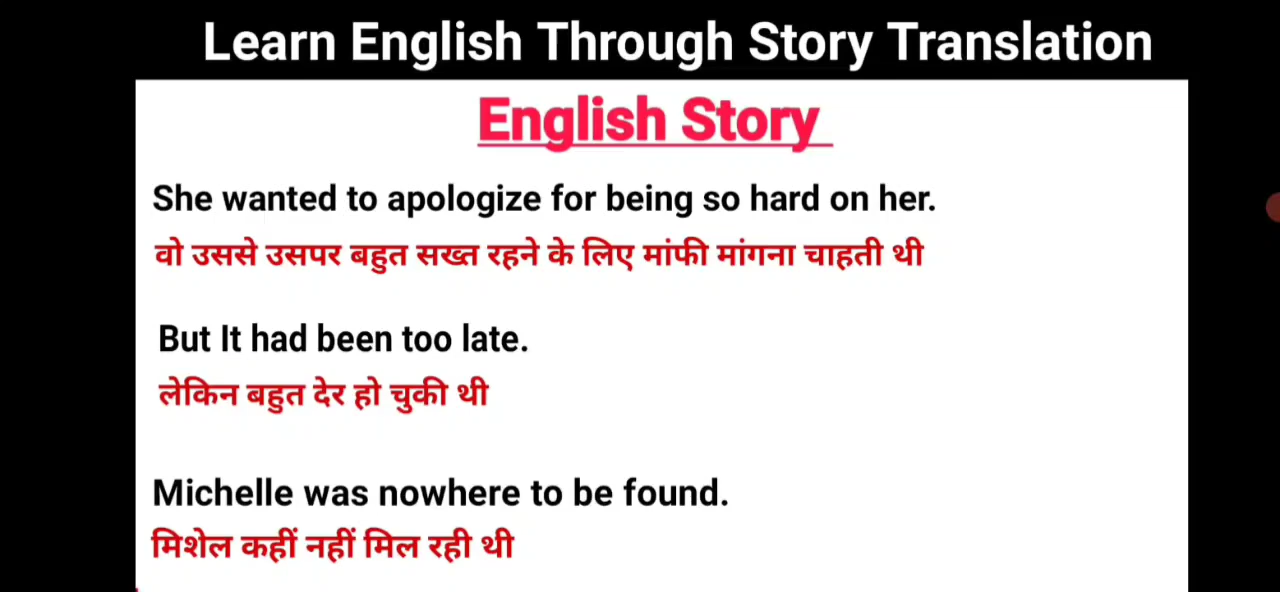 Learn English Through Story Translation
English Story
She wanted to apologize for being so hard on her.
वो उससे उसपर बहुत सख्त रहने के लिए मांफी मांगना चाहती थी
But It had been too late.
लेकिन बहुत देर हो चुकी थी
Michelle was nowhere to be found.
मिशेल कहीं नहीं मिल रही थी